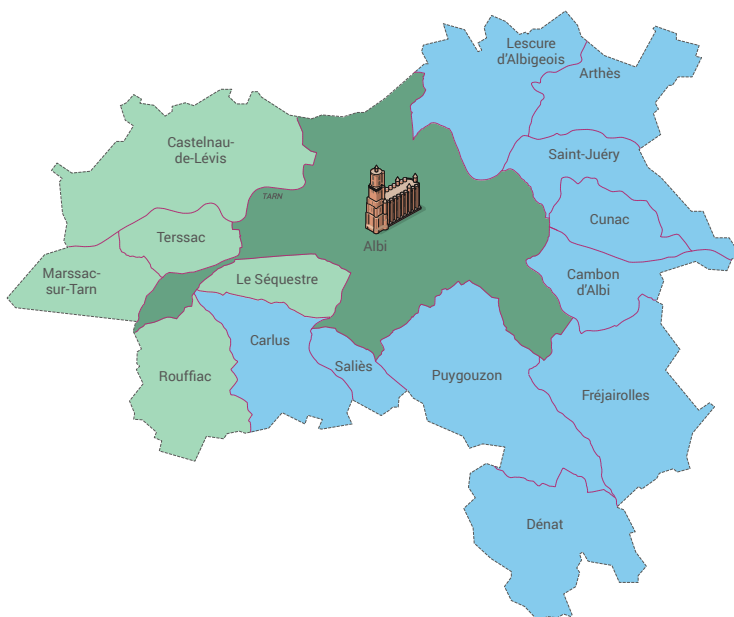 Lescure
d'Albigeois
Arthès
Castelnau-
de-Lévis
Saint-Juéry
TARN
Cunac
Terssac
Albi
Marssac-
sur-Tarn
Le Séquestre
Cambon
d'Albi
Carlus
Saliès
Rouffiac
Puygouzon
Fréjairolles
Dénat